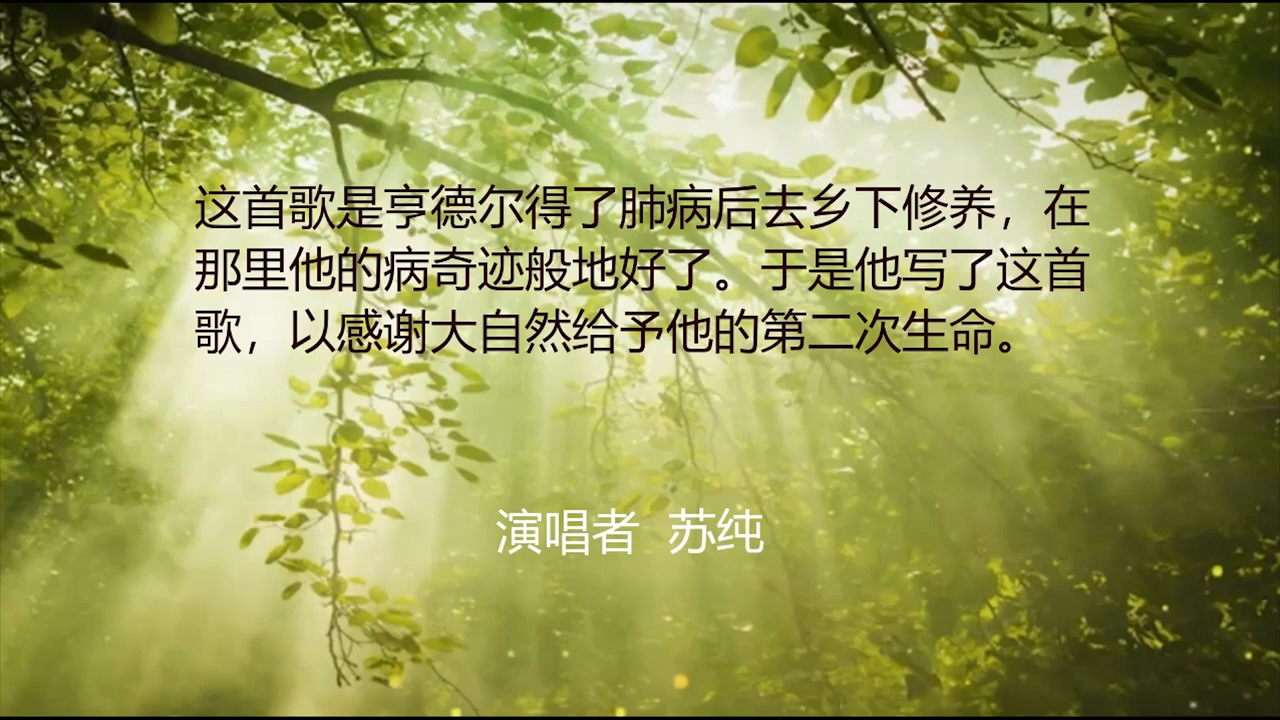 这首歌是亨德尔得了肺病后去乡下修养，在
那里他的病奇迹般地好了。于是他写了这首
歌，以感谢大自然给予他的第二次生命。
演唱者 苏纯